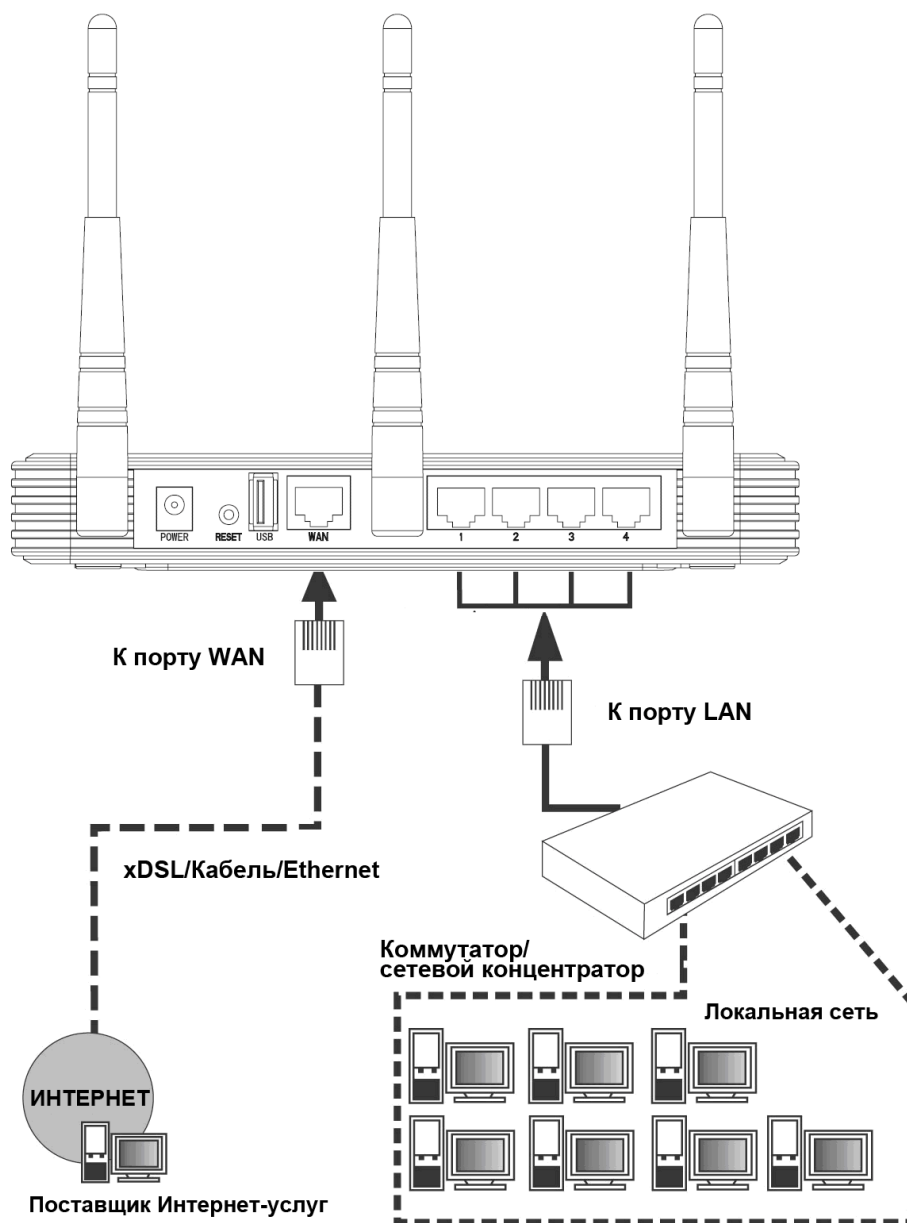 POWER
RESET
USB
WAN
1
2
3
4
К порту WAN
К порту LAN
xDSL/Кабель/Ethernet
Коммутатор/
сетевой концентратор
Локальная сеть
ИНТЕРНЕТ
Поставщик Интернет-услуг